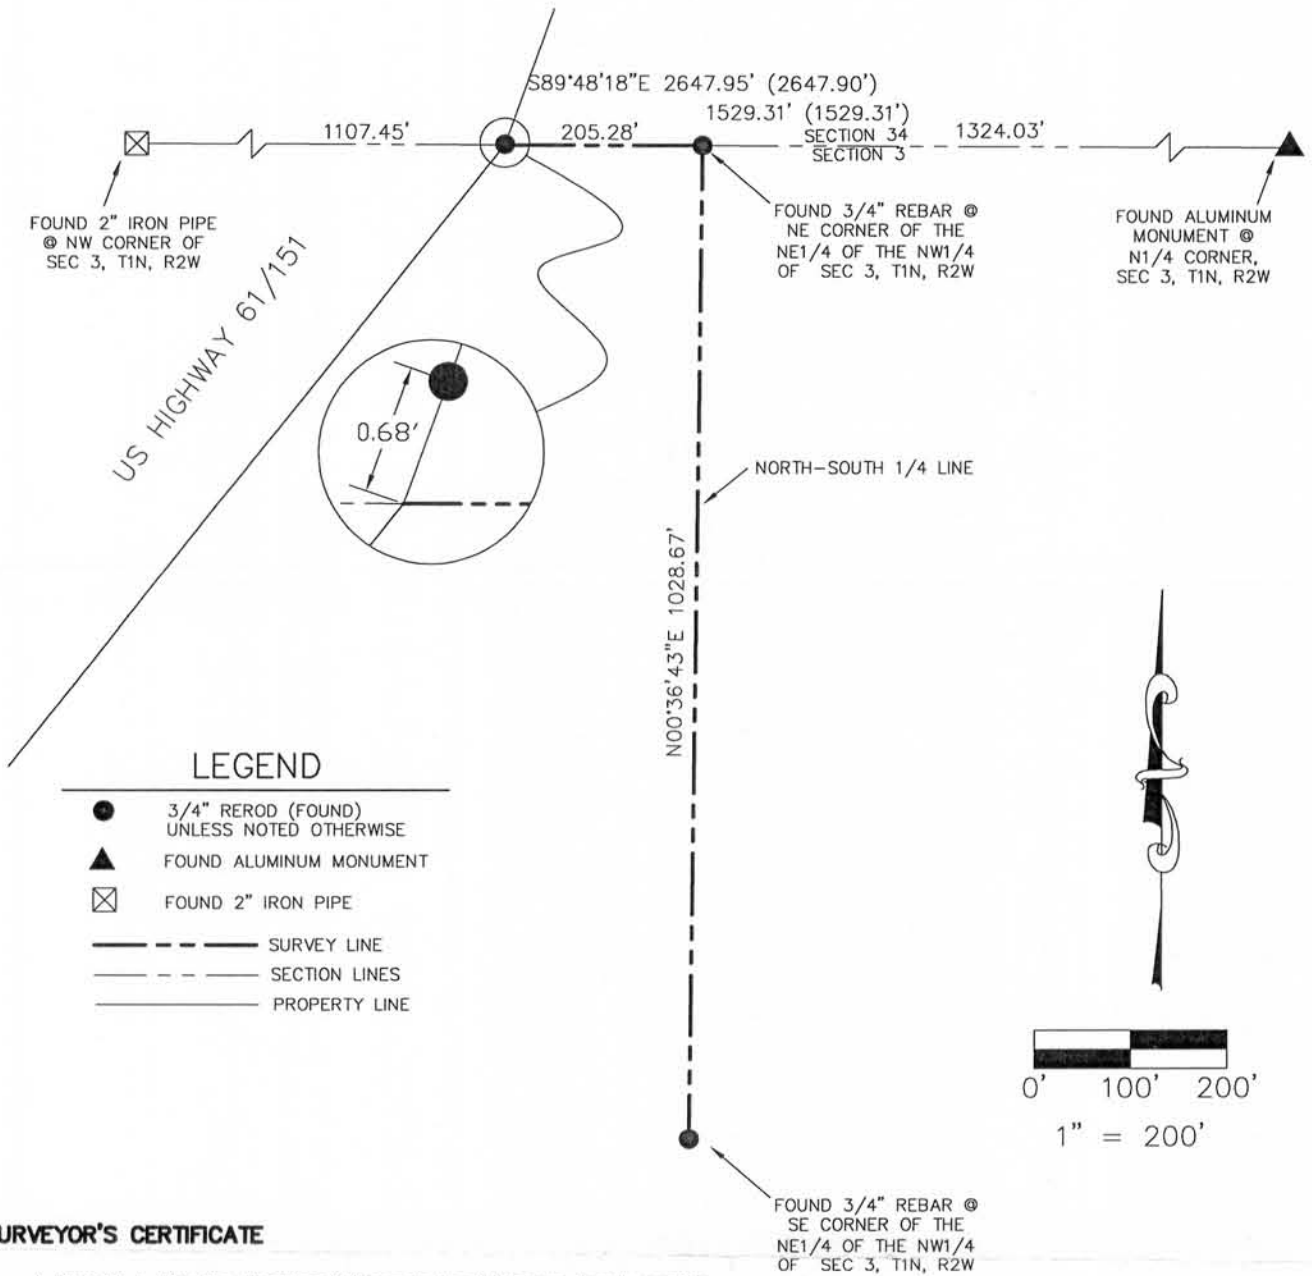 S89°48'18"E 2647.95' (2647.90')
1529.31' (1529.31')
1107.45'
205.28'
SECTION 34
SECTION 3
1324.03'
FOUND 2" IRON PIPE
@ NW CORNER OF
SEC 3, T1N, R2W
FOUND 3/4" REBAR @
NE CORNER OF THE
NE1/4 OF THE NW1/4
OF SEC 3, T1N, R2W
FOUND ALUMINUM
MONUMENT @
N1/4 CORNER,
SEC 3, T1N, R2W
US HIGHWAY 61/151
0.68'
NORTH-SOUTH 1/4 LINE
N00°36'43"E 1028.67'
LEGEND
3/4" REROD (FOUND)
UNLESS NOTED OTHERWISE
FOUND ALUMINUM MONUMENT
FOUND 2" IRON PIPE
SURVEY LINE
SECTION LINES
PROPERTY LINE
0' 100' 200'
1" = 200'
FOUND 3/4" REBAR @
SE CORNER OF THE
NE1/4 OF THE NW1/4
OF SEC 3, T1N, R2W
URVEYOR'S CERTIFICATE